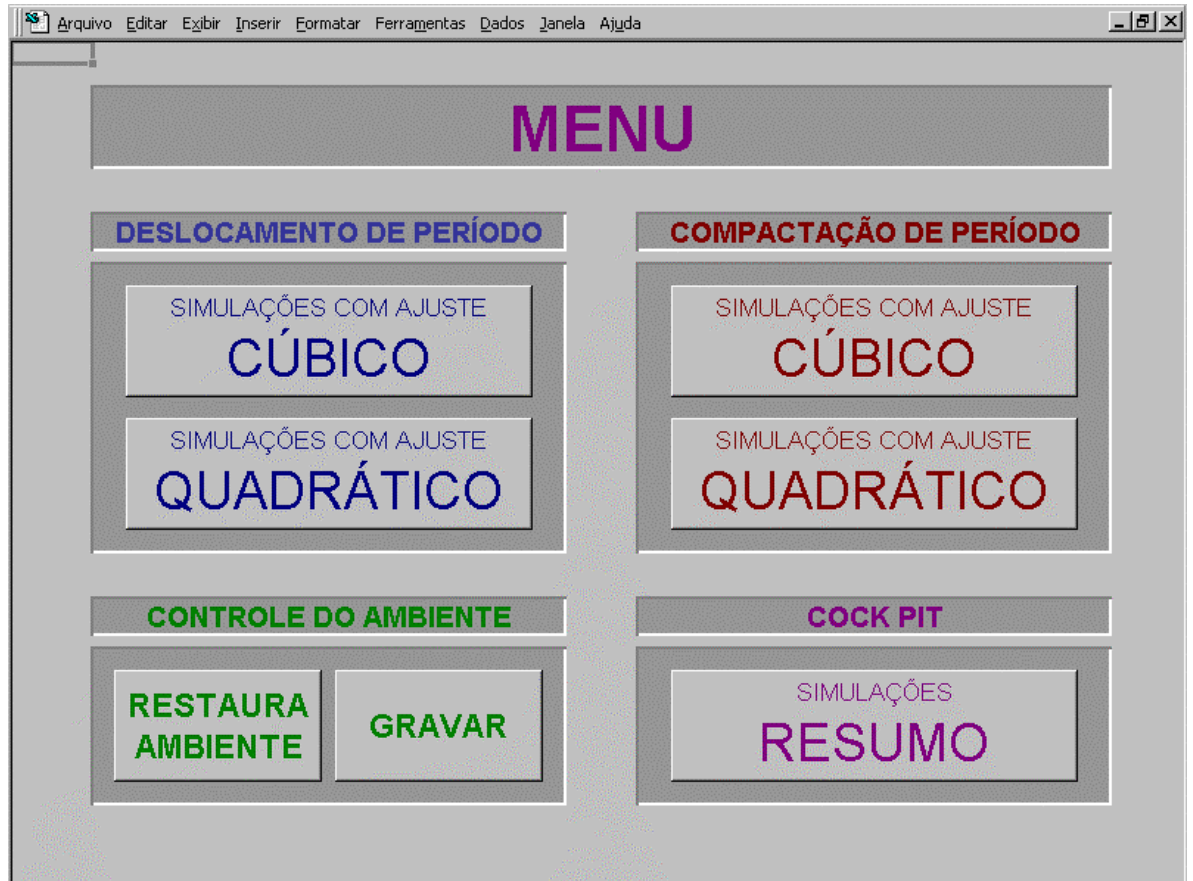 Arquivo Editar Exibir Inserir Formatar Ferramentas Dados Janela Ajuda
MENU
DESLOCAMENTO DE PERÍODO
SIMULAÇÕES COM AJUSTE
CÚBICO
SIMULAÇÕES COM AJUSTE
QUADRÁTICO
COMPACTAÇÃO DE PERÍODO
SIMULAÇÕES COM AJUSTE
CÚBICO
SIMULAÇÕES COM AJUSTE
QUADRÁTICO
CONTROLE DO AMBIENTE
RESTAURA
AMBIENTE
GRAVAR
COCK PIT
SIMULAÇÕES
RESUMO